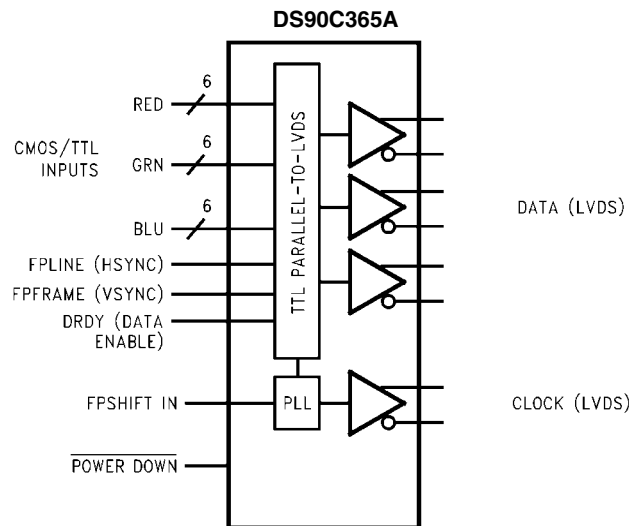 DS90C365A
6
RED
6
CMOS/TTL
INPUTS
GRN
6
BLU
FPLINE (HSYNC)
FPFRAME (VSYNC)
DRDY (DATA
ENABLE)
FPSHIFT IN
POWER DOWN
TTL PARALLEL-TO-LVDS
PLL
DATA (LVDS)
CLOCK (LVDS)